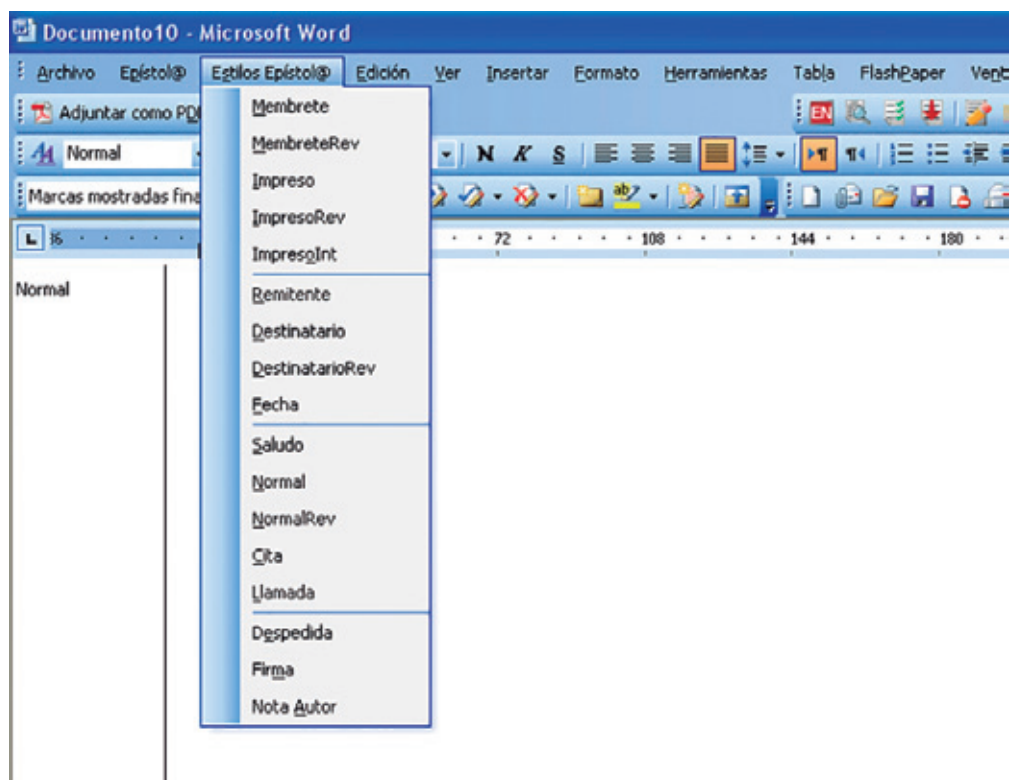 Documento10 - Microsoft Word
Archivo Epístol@ Estilos Epístol@ Edición Ver Insertar Formato Herramientas Tabla FlashPaper
Adjuntar como EN
Normal N K S
Marcas mostradas
72 108 144 180
Normal
Membrete
MembreteRev
Impreso
ImpresoRev
ImpresoInt
Remitente
Destinatario
DestinatarioRev
Fecha
Saludo
Normal
NormalRev
Cita
Llamada
Despedida
Firma
Nota Autor